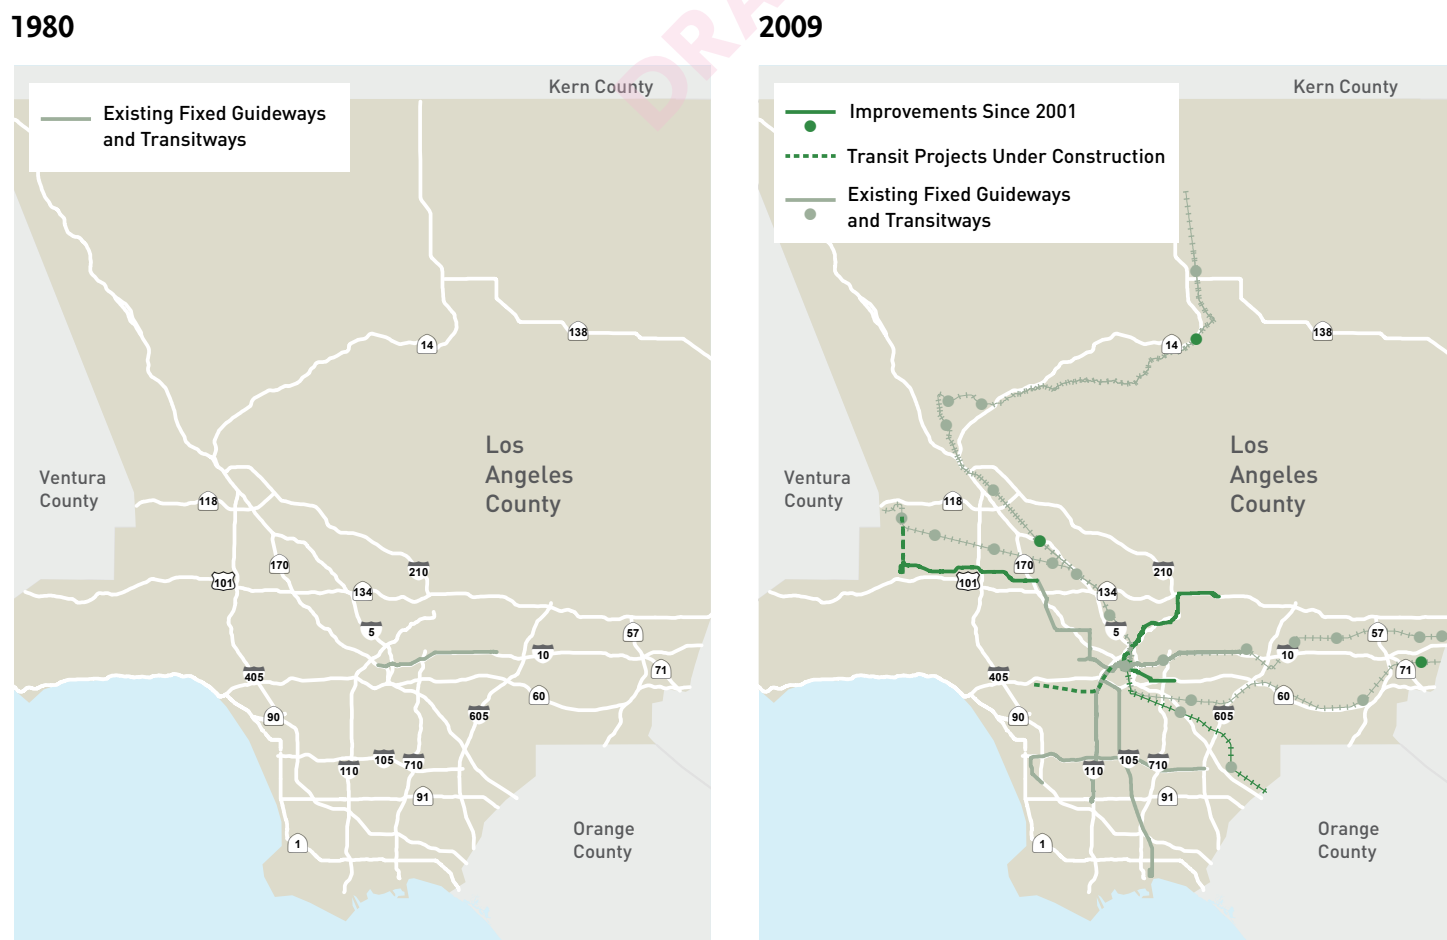 1980
2009
DRA
Existing Fixed Guideways
and Transitways
Kern County
14
138
Los
Angeles
County
Ventura
County
118
170
210
101
134
5
57
10
71
405
60
90
605
105
110
710
91
1
Orange
County
Improvements Since 2001
Transit Projects Under Construction
Existing Fixed Guideways
and Transitways
Kern County
14
138
Los
Angeles
County
Ventura
County
118
170
210
101
134
5
57
10
71
405
60
90
605
105
110
710
91
1
Orange
County